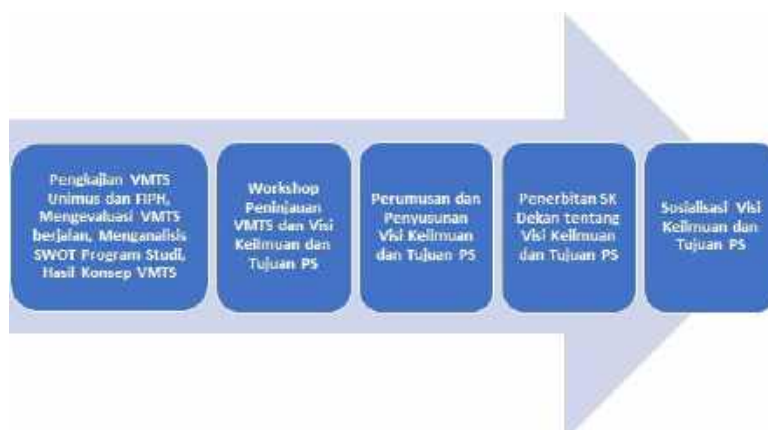 Pengkajian VMTS
Unimus dan FIPH,
Mengevaluasi VMTS
berjalan, Menganalisis
SWOT Program Studi,
Hasil Konsep VMTS
Workshop
Peninjauan
VMTS dan Visi
Keilmuan dan
Tujuan PS
Perumusan dan
Penyusunan
Visi Keilmuan
dan Tujuan PS
Penerbitan SK
Dekan tentang
Visi Keilmuan
dan Tujuan PS
Sosialisasi Visi
Keilmuan dan
Tujuan PS